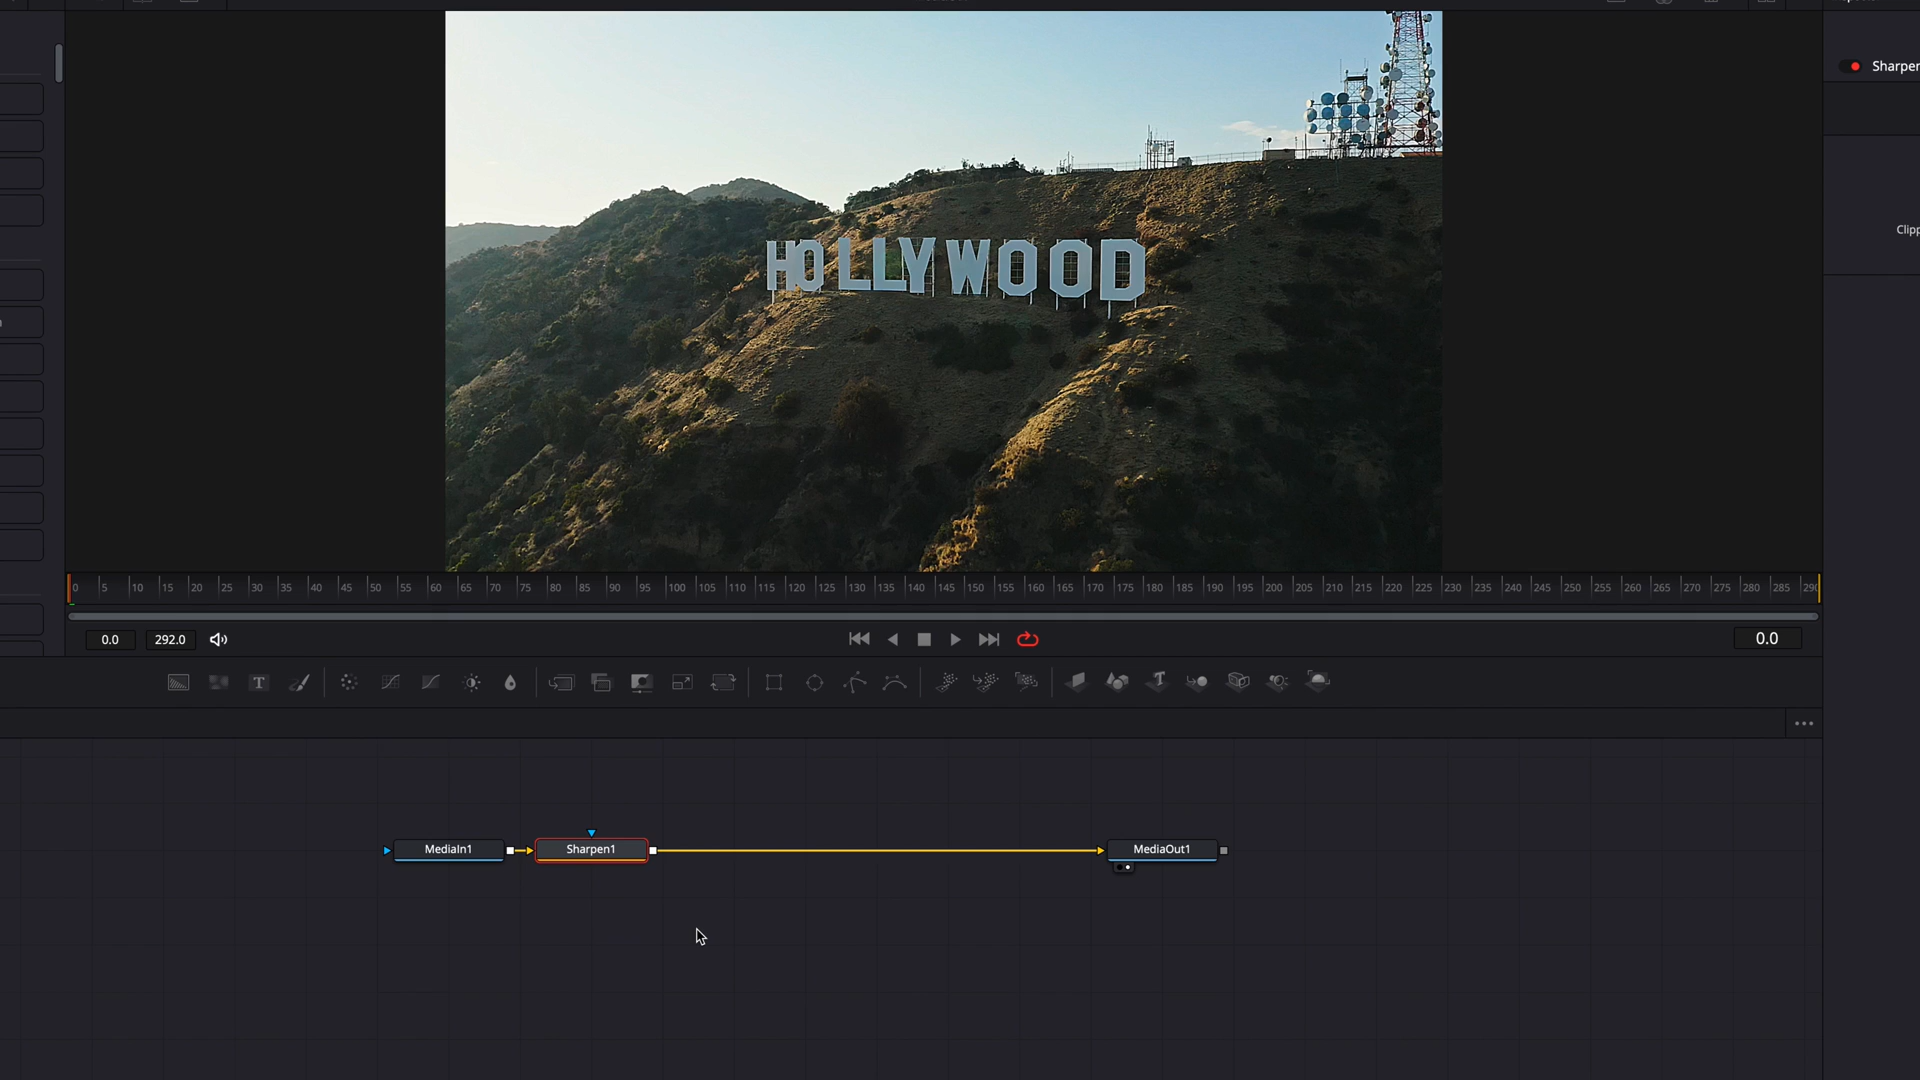 Sharpen
Clipp
HOLLYWOOD
0 5 10 15 20 25 30 35 40 45 50 55 60 65 70 75 80 85 90 95 100 105 110 115 120 125 130 135 140 145 150 155 160 165 170 175 180 185 190 195 200 205 210 215 220 225 230 235 240 245 250 255 260 265 270 275 280 285 290
0.0 292.0 0.0
T T
MediaIn1 Sharpen1 MediaOut1